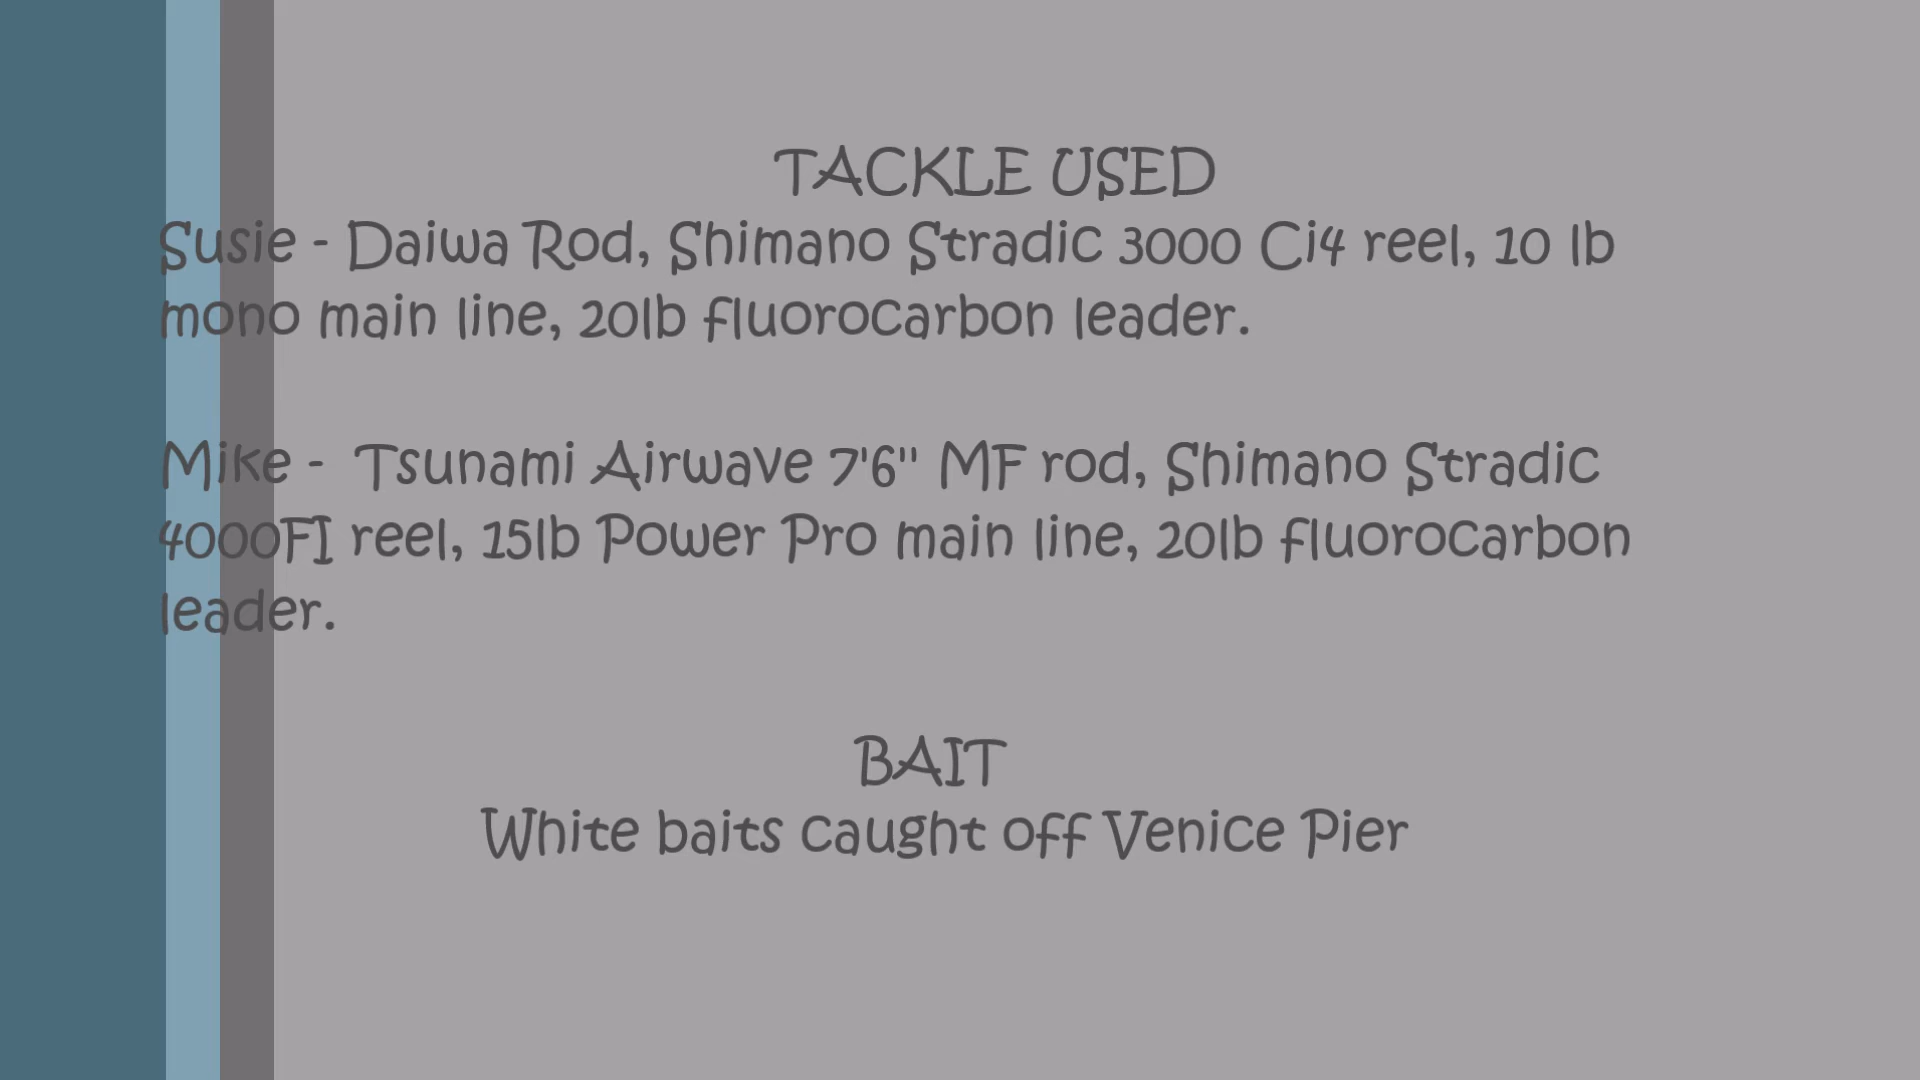 TACKLE USED
Susie - Daiwa Rod, Shimano Stradic 3000 Ci4 reel, 10 lb
mono main line, 20lb fluorocarbon leader.
Mike -  Tsunami Airwave 7'6" MF rod, Shimano Stradic
4000FI reel, 15lb Power Pro main line, 20lb fluorocarbon
leader.
BAIT
White baits caught off Venice Pier